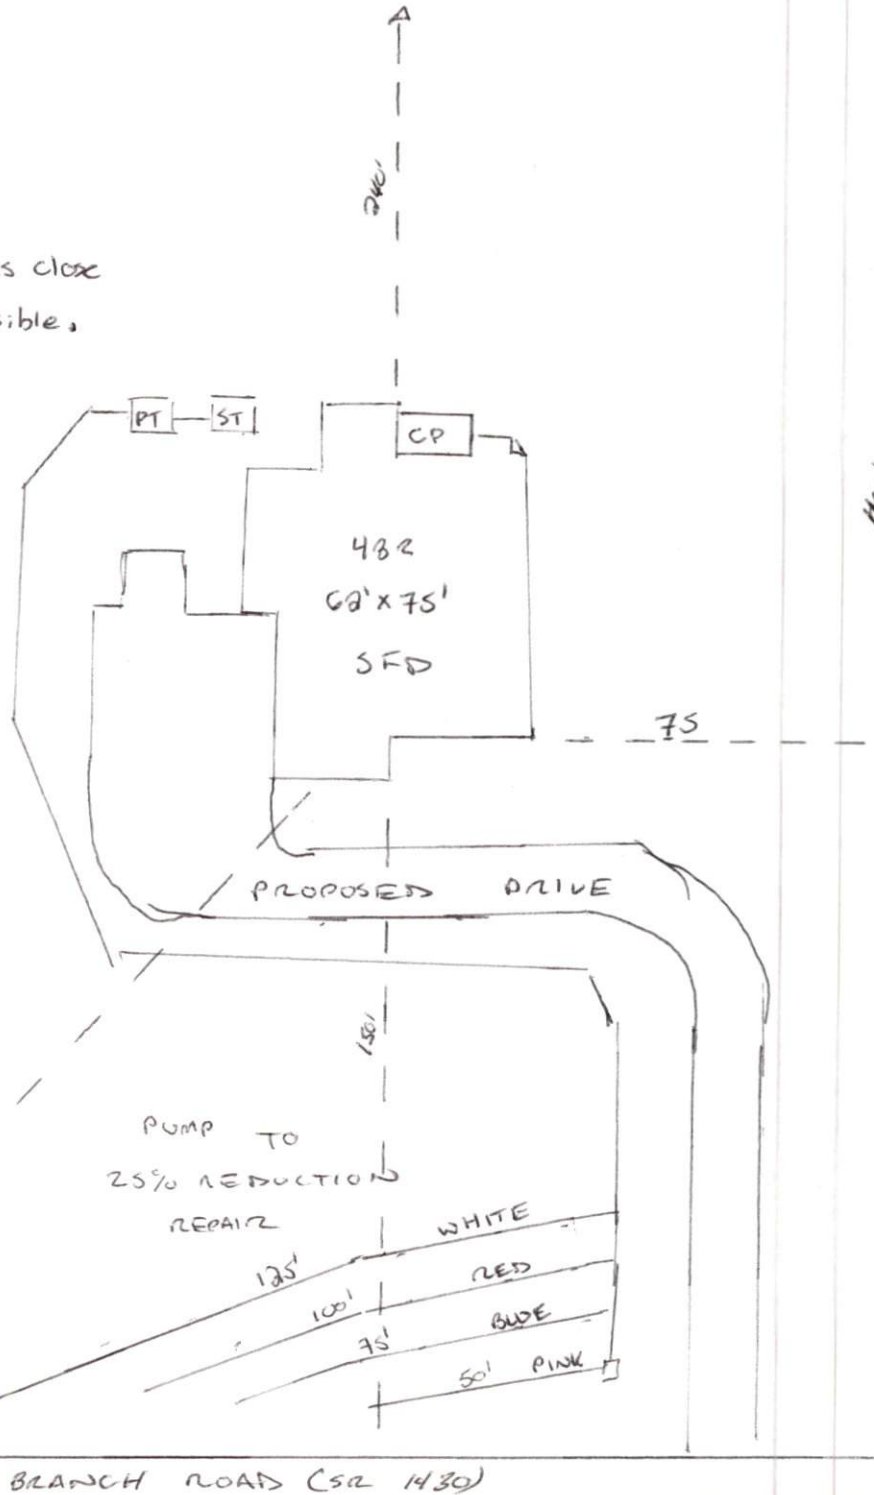 240'
s close
sible.
PT
ST
CP
4BR
62' x 75'
SFD
75
PROPOSED DRIVE
150'
PUMP TO
25% REDUCTION
REPAIR
WHITE
125'
RED
100'
BLUE
75'
50' PINK
BRANCH ROAD (SR 1430)